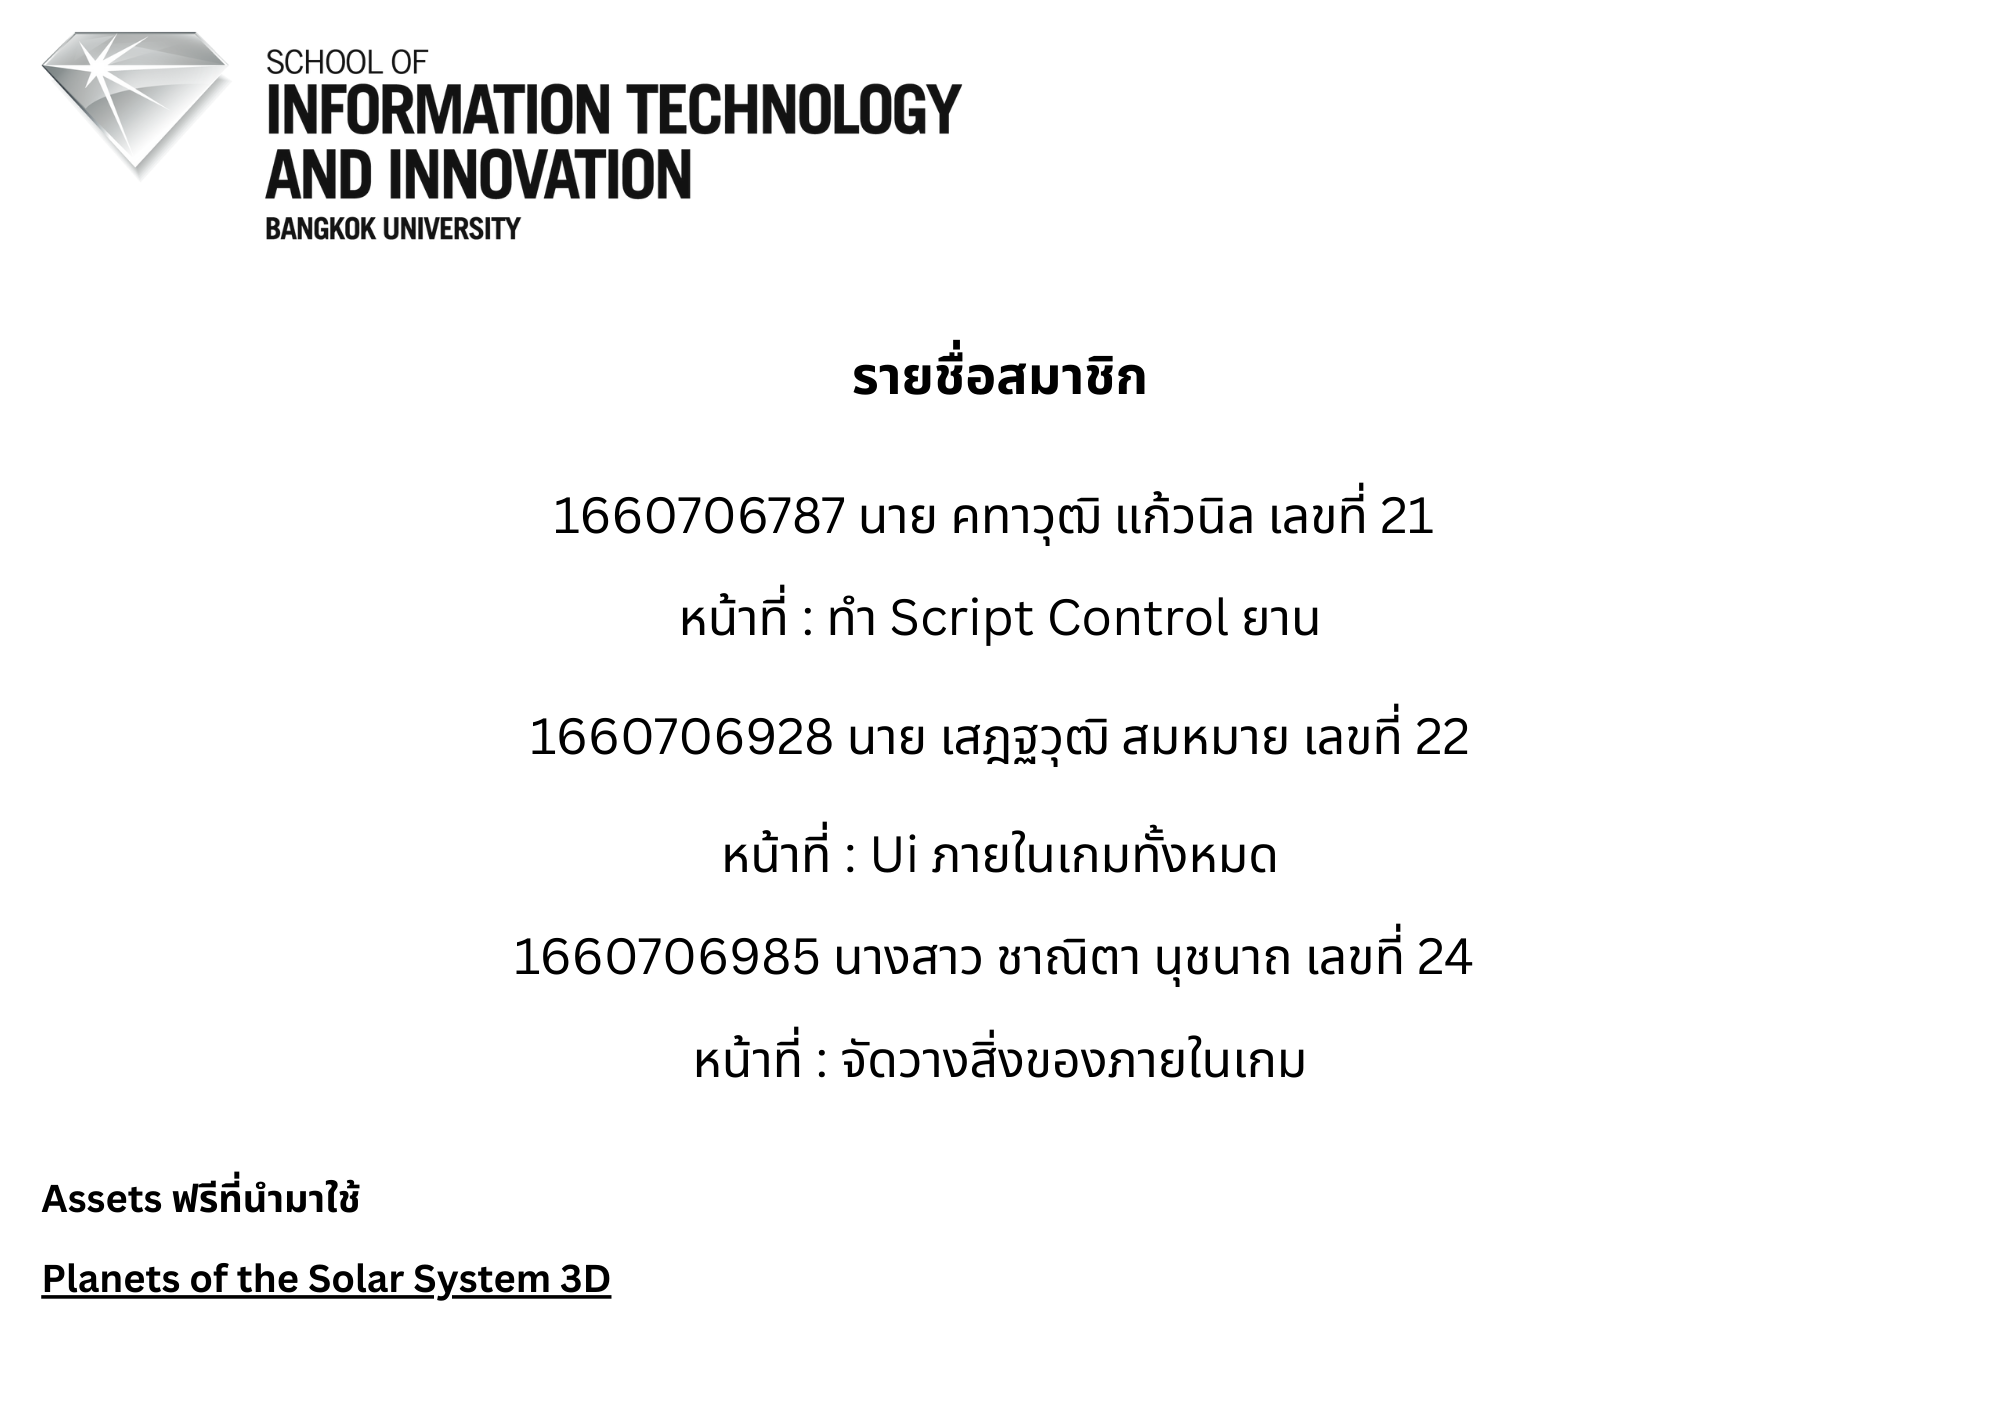 SCHOOL OF
INFORMATION TECHNOLOGY
AND INNOVATION
BANGKOK UNIVERSITY
รายชื่อสมาชิก
1660706787 นาย คทาวุฒิ แก้วนิล เลขที่ 21
หน้าที่ : ทำ Script Control ยาน
1660706928 นาย เสฎฐวุฒิ สมหมาย เลขที่ 22
หน้าที่ : Ui ภายในเกมทั้งหมด
1660706985 นางสาว ชาณิตา นุชนาถ เลขที่ 24
หน้าที่ : จัดวางสิ่งของภายในเกม
Assets ฟรีที่นำมาใช้
Planets of the Solar System 3D